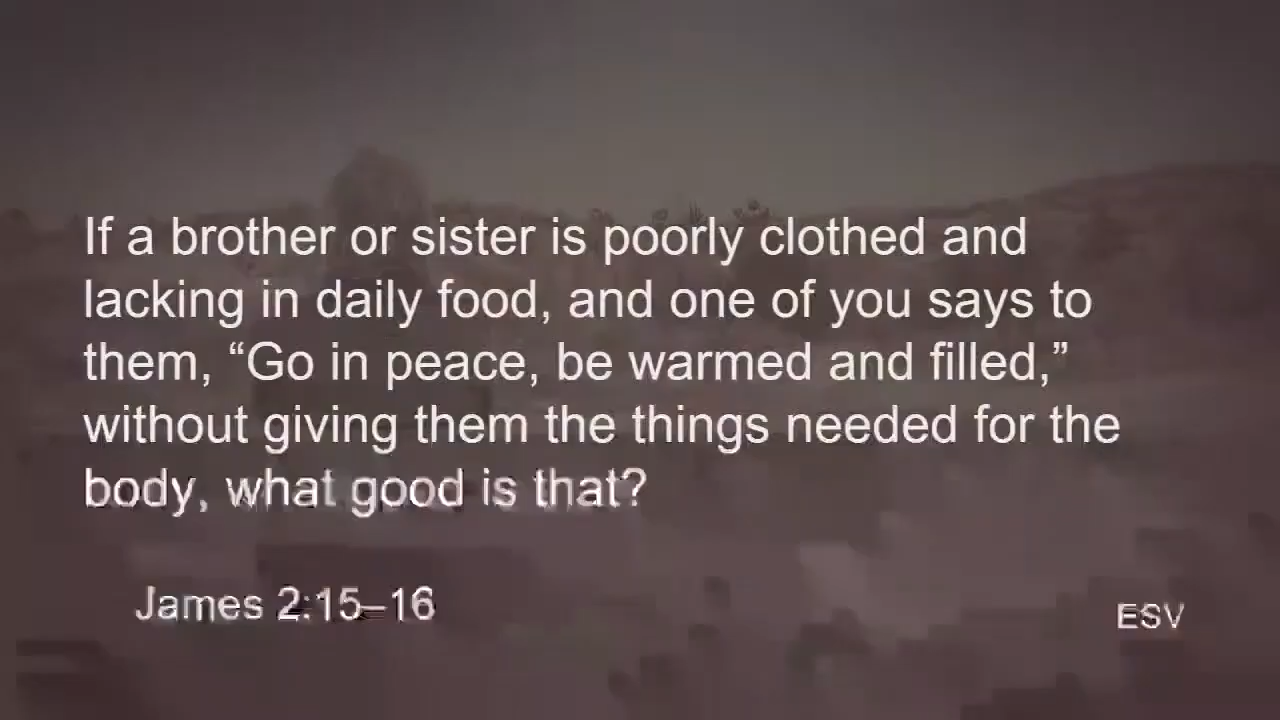 If a brother or sister is poorly clothed and
lacking in daily food, and one of you says to
them, “Go in peace, be warmed and filled,”
without giving them the things needed for the
body, what good is that?
James 2:15–16
ESV